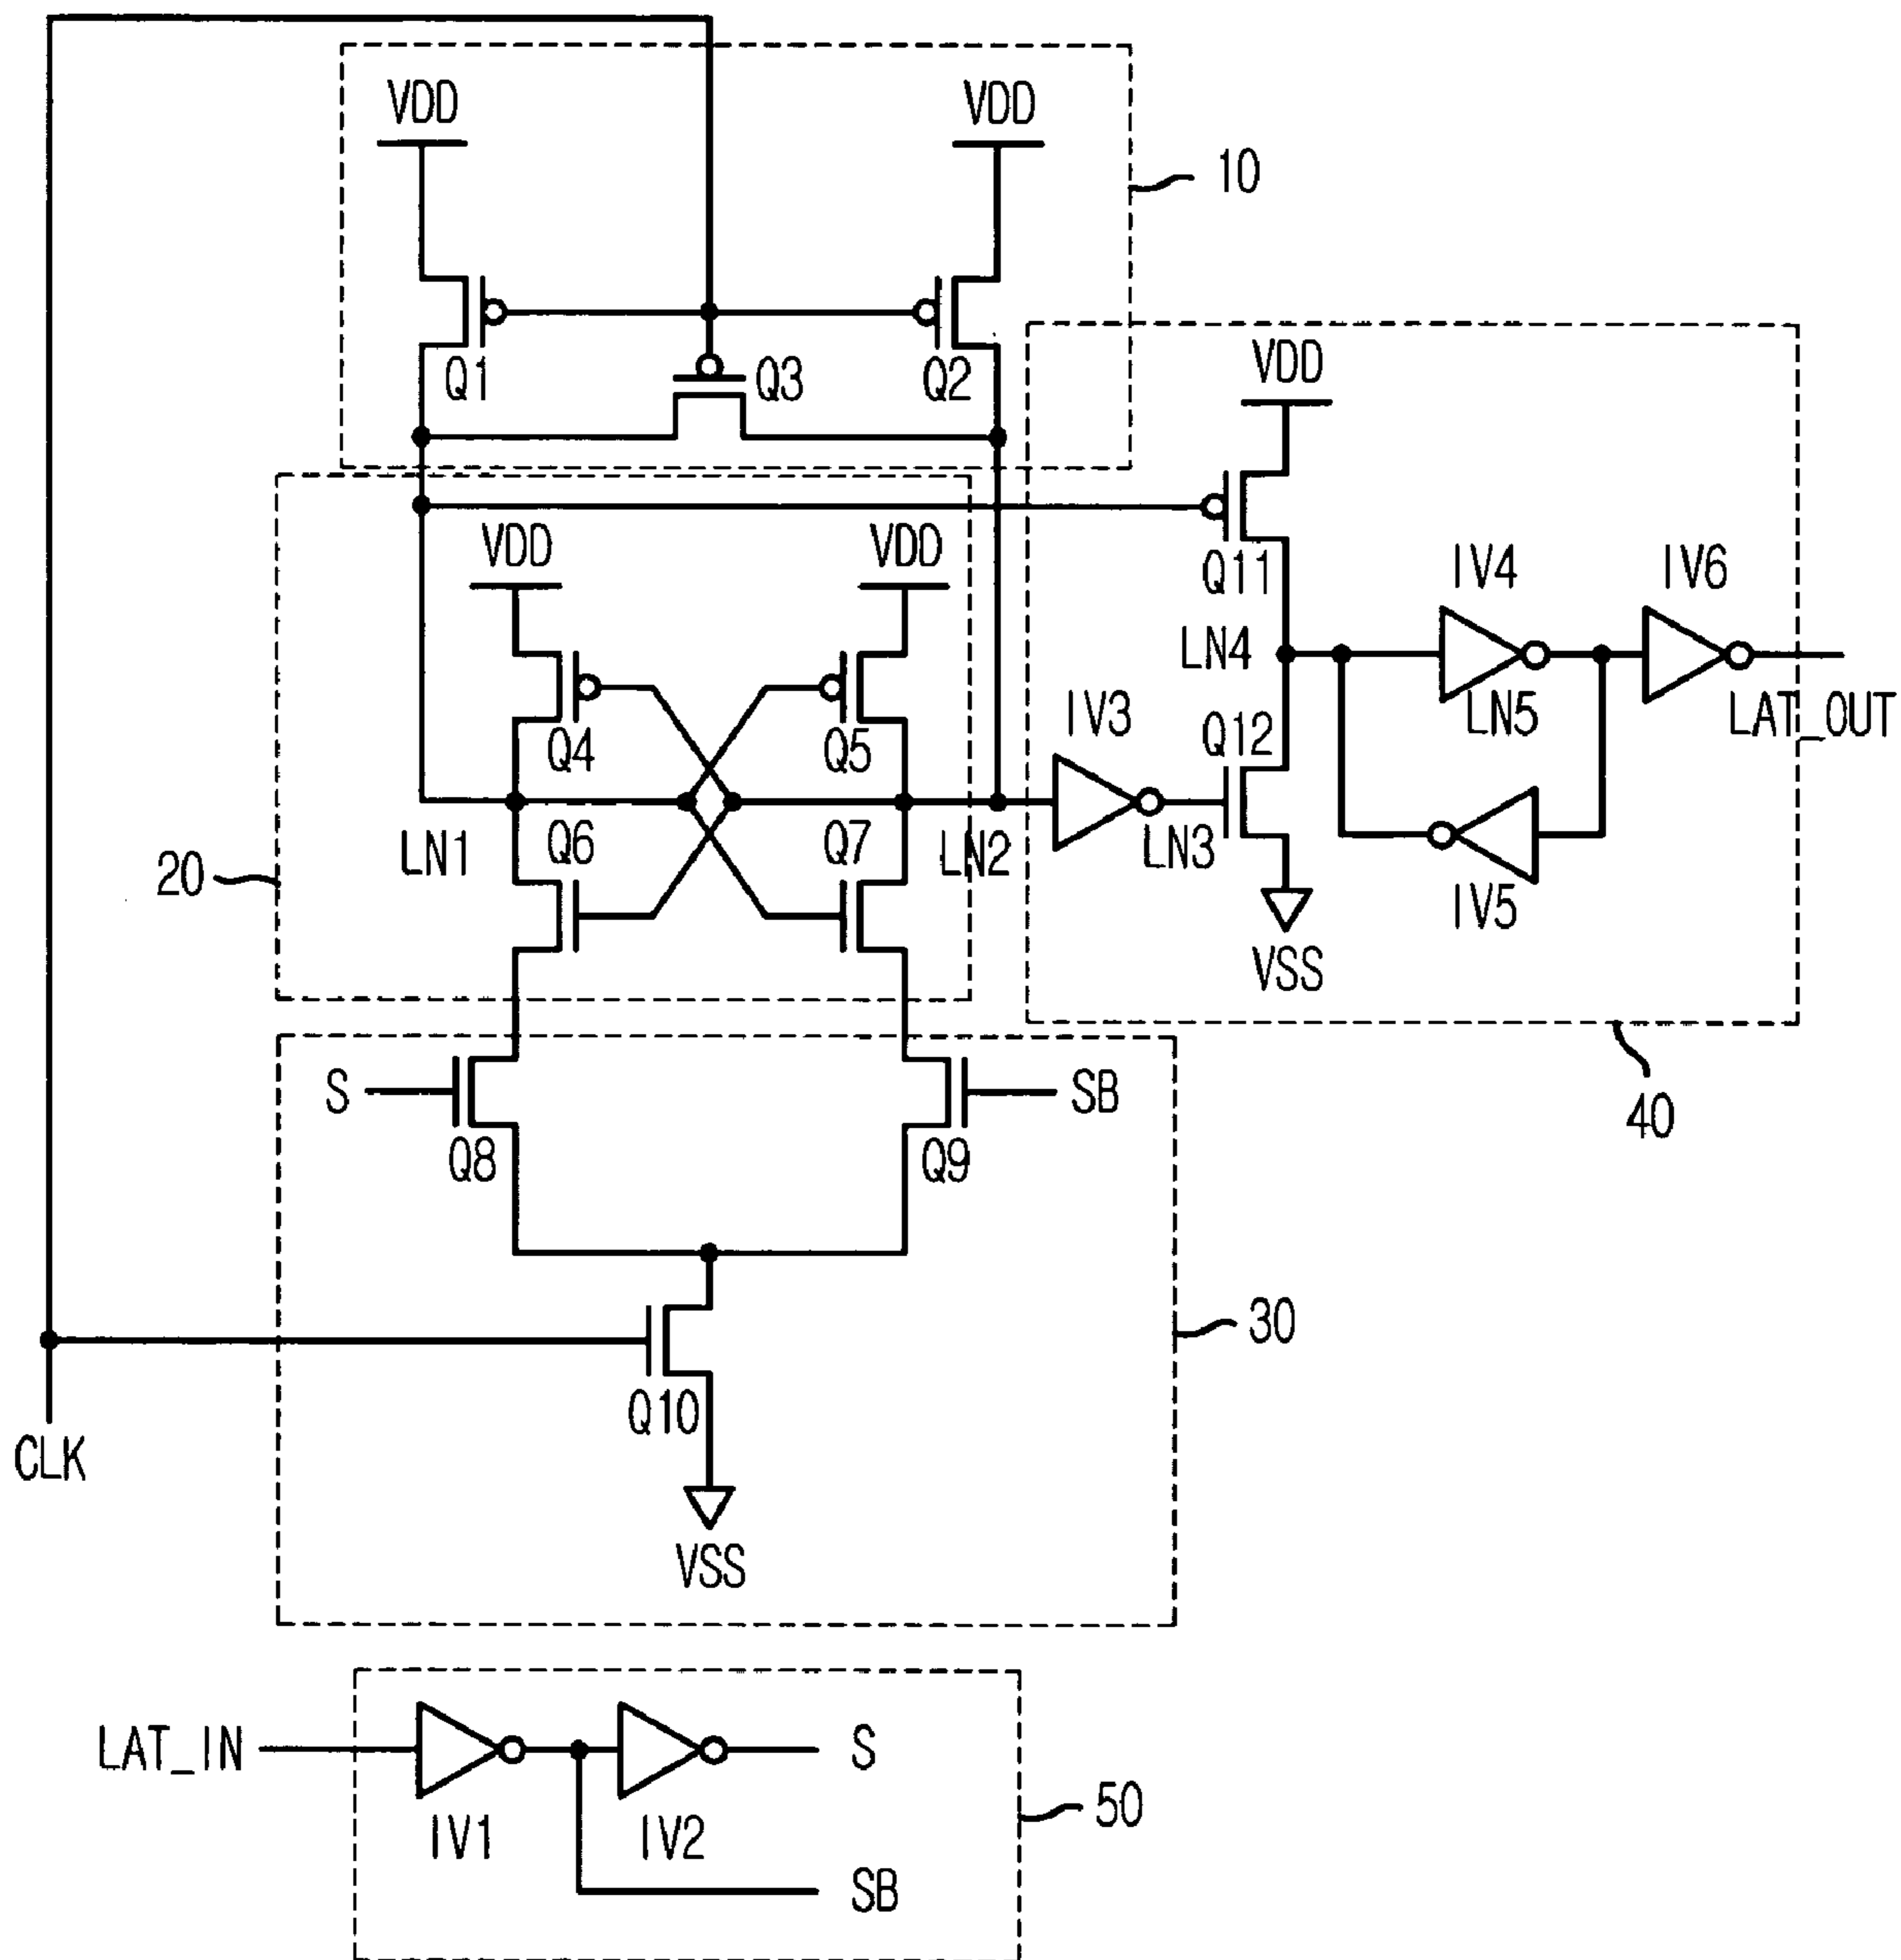 VDD
VDD
10
Q1
Q3
Q2
VDD
VDD
VDD
Q11
IV4
IV6
LN4
Q4
Q5
IV3
Q12
LN5
LAT_OUT
LN1
Q6
Q7
LN2
LN3
20
IV5
VSS
S
SB
40
Q8
Q9
30
Q10
CLK
VSS
LAT_IN
S
IV1
IV2
50
SB